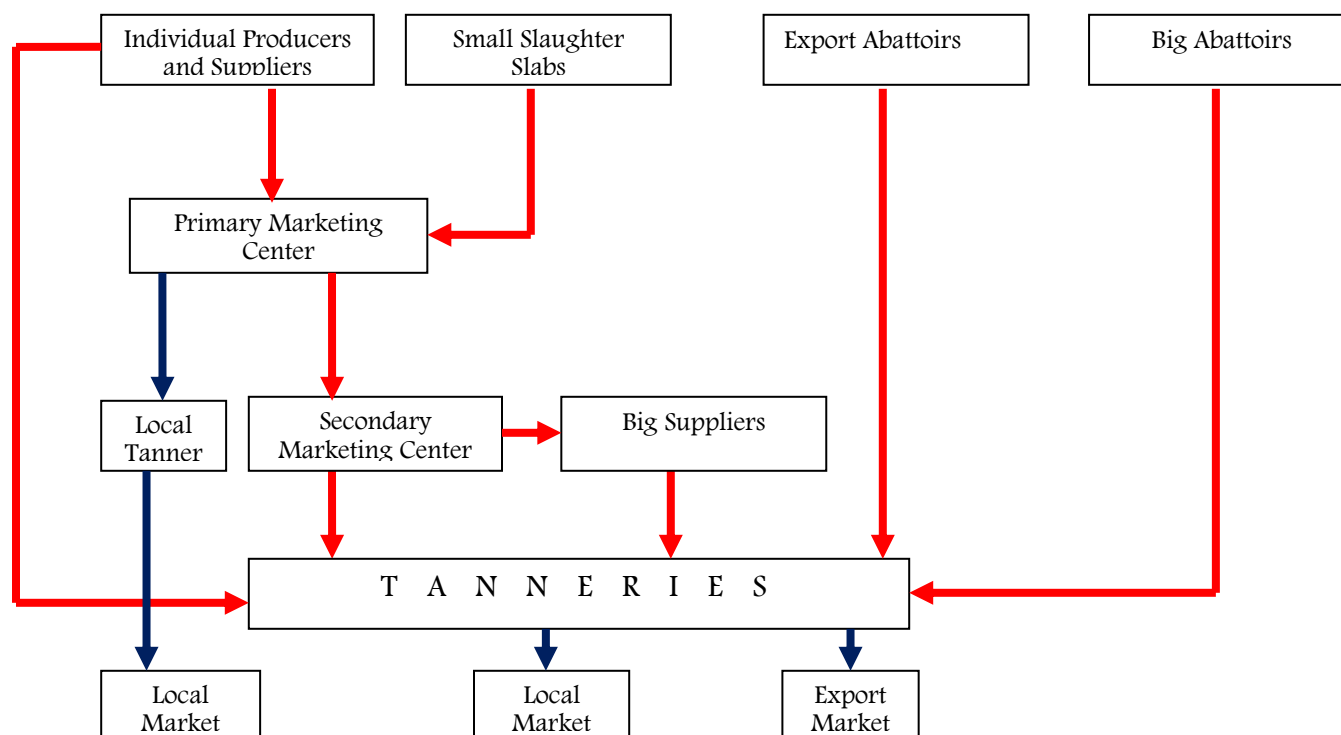 Individual Producers
and Suppliers
Small Slaughter
Slabs
Export Abattoirs
Big Abattoirs
Primary Marketing
Center
Local
Tanner
Secondary
Marketing Center
Big Suppliers
T A N N E R I E S
Local
Market
Local
Market
Export
Market